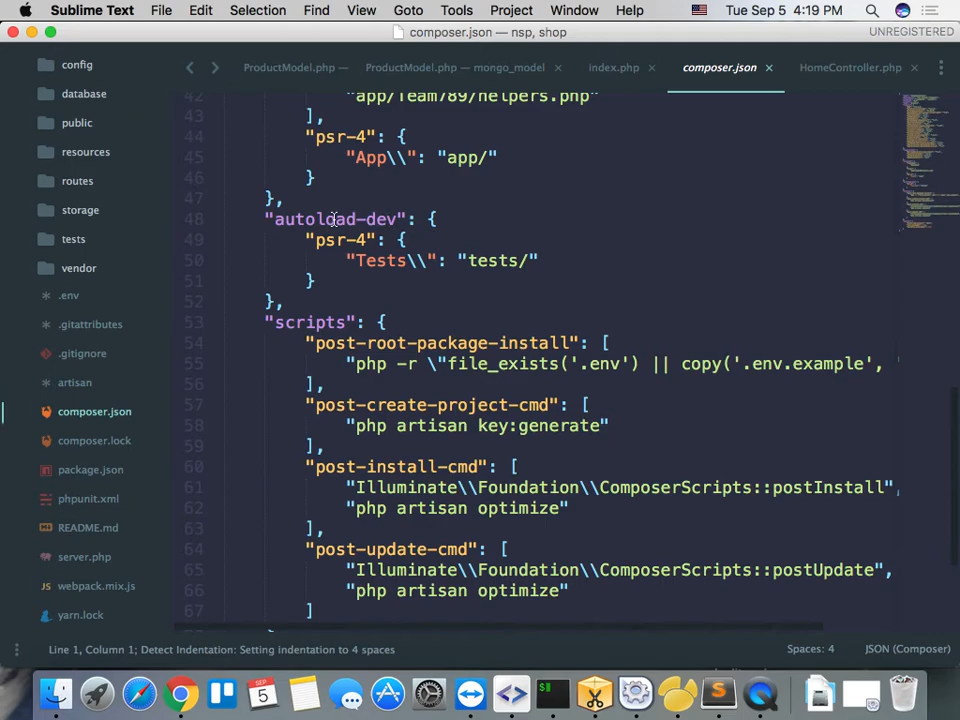 Sublime Text File Edit Selection Find View Goto Tools Project Window Help Tue Sep 5 4:19 PM
composer.json — nsp, shop UNREGISTERED
ProductModel.php — ProductModel.php — mongo_model × index.php × composer.json × HomeController.php ×
config
database
public
resources
routes
storage
tests
vendor
.env
.gitattributes
.gitignore
artisan
composer.json
composer.lock
package.json
phpunit.xml
README.md
server.php
webpack.mix.js
yarn.lock
42 "app/Team789/helpers.php"
43 ],
44 "psr-4": {
45 "App\\": "app/"
46 }
47 },
48 "autoload-dev": {
49 "psr-4": {
50 "Tests\\": "tests/"
51 }
52 },
53 "scripts": {
54 "post-root-package-install": [
55 "php -r \"file_exists('.env') || copy('.env.example', '
56 ],
57 "post-create-project-cmd": [
58 "php artisan key:generate"
59 ],
60 "post-install-cmd": [
61 "Illuminate\\Foundation\\ComposerScripts::postInstall",
62 "php artisan optimize"
63 ],
64 "post-update-cmd": [
65 "Illuminate\\Foundation\\ComposerScripts::postUpdate",
66 "php artisan optimize"
67 ]
Line 1, Column 1; Detect Indentation: Setting indentation to 4 spaces Spaces: 4 JSON (Composer)
SEP
5